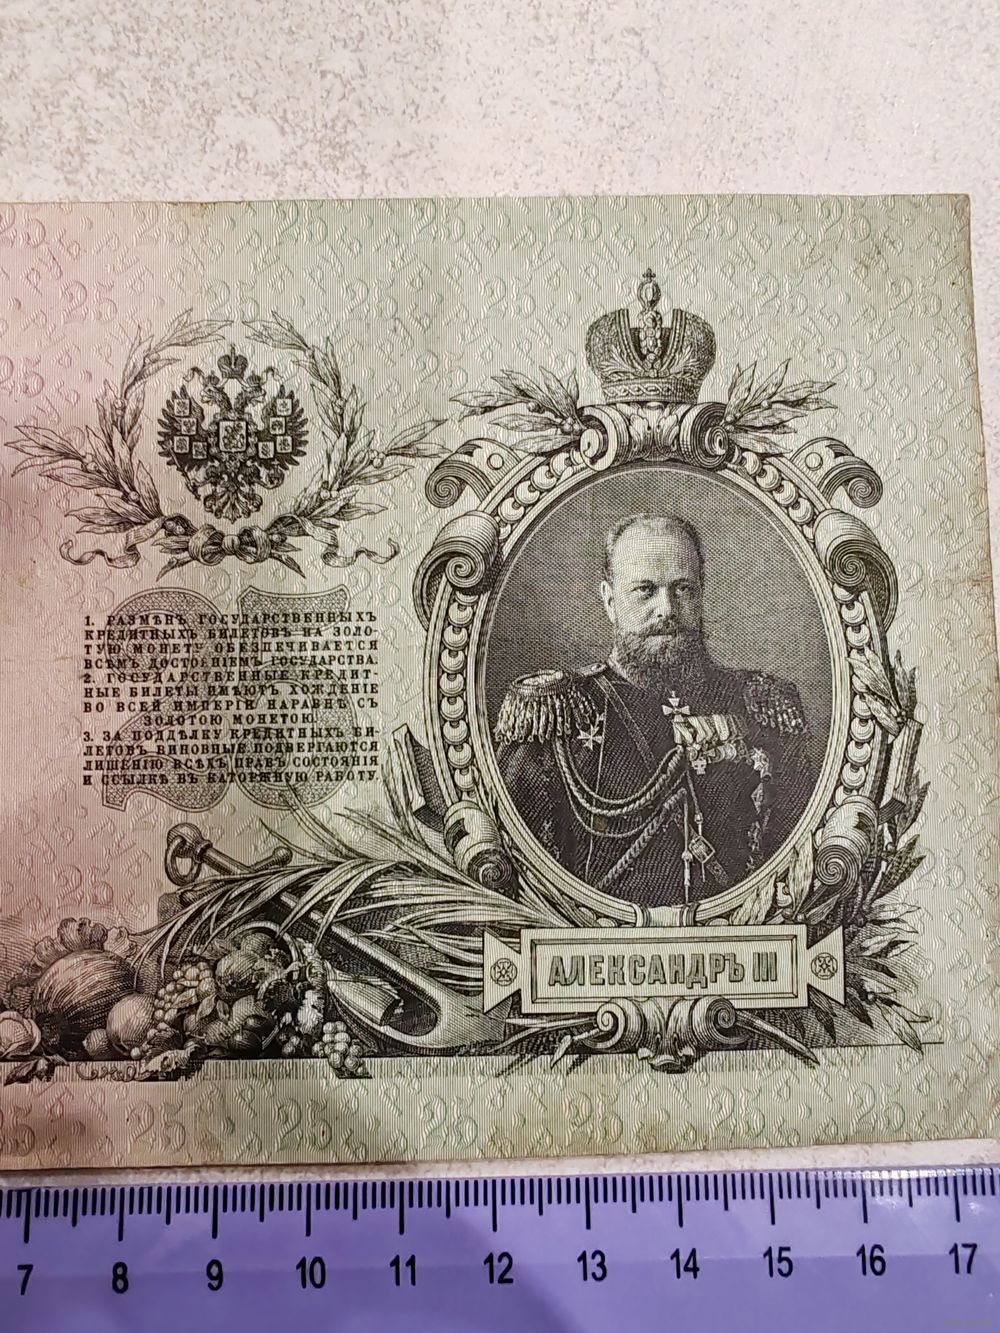 1. РАЗМѢНЪ ГОСУДАРСТВЕННЫХЪ
КРЕДИТНЫХЪ БИЛЕТОВЪ НА ЗОЛО-
ТУЮ МОНЕТУ ОБЕЗПЕЧИВАЕТСЯ
ВСѢМЪ ДОСТОЯНІЕМЪ ГОСУДАРСТВА.
2. ГОСУДАРСТВЕННЫЕ КРЕДИТ-
НЫЕ БИЛЕТЫ ИМѢЮТЪ ХОЖДЕНІЕ
ВО ВСЕЙ ИМПЕРІИ НАРАВНѢ СЪ
ЗОЛОТОЮ МОНЕТОЮ.
3. ЗА ПОДДѢЛКУ КРЕДИТНЫХЪ БИ-
ЛЕТОВЪ ВИНОВНЫЕ ПОДВЕРГАЮТСЯ
ЛИШЕНІЮ ВСѢХЪ ПРАВЪ СОСТОЯНІЯ
И ССЫЛКѢ ВЪ КАТОРЖНУЮ РАБОТУ.
25
АЛЕКСАНДРЪ III
7 8 9 10 11 12 13 14 15 16 17